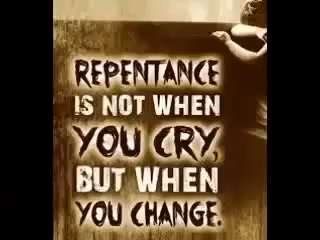 REPENTANCE
IS NOT WHEN
YOU CRY,
BUT WHEN
YOU CHANGE.